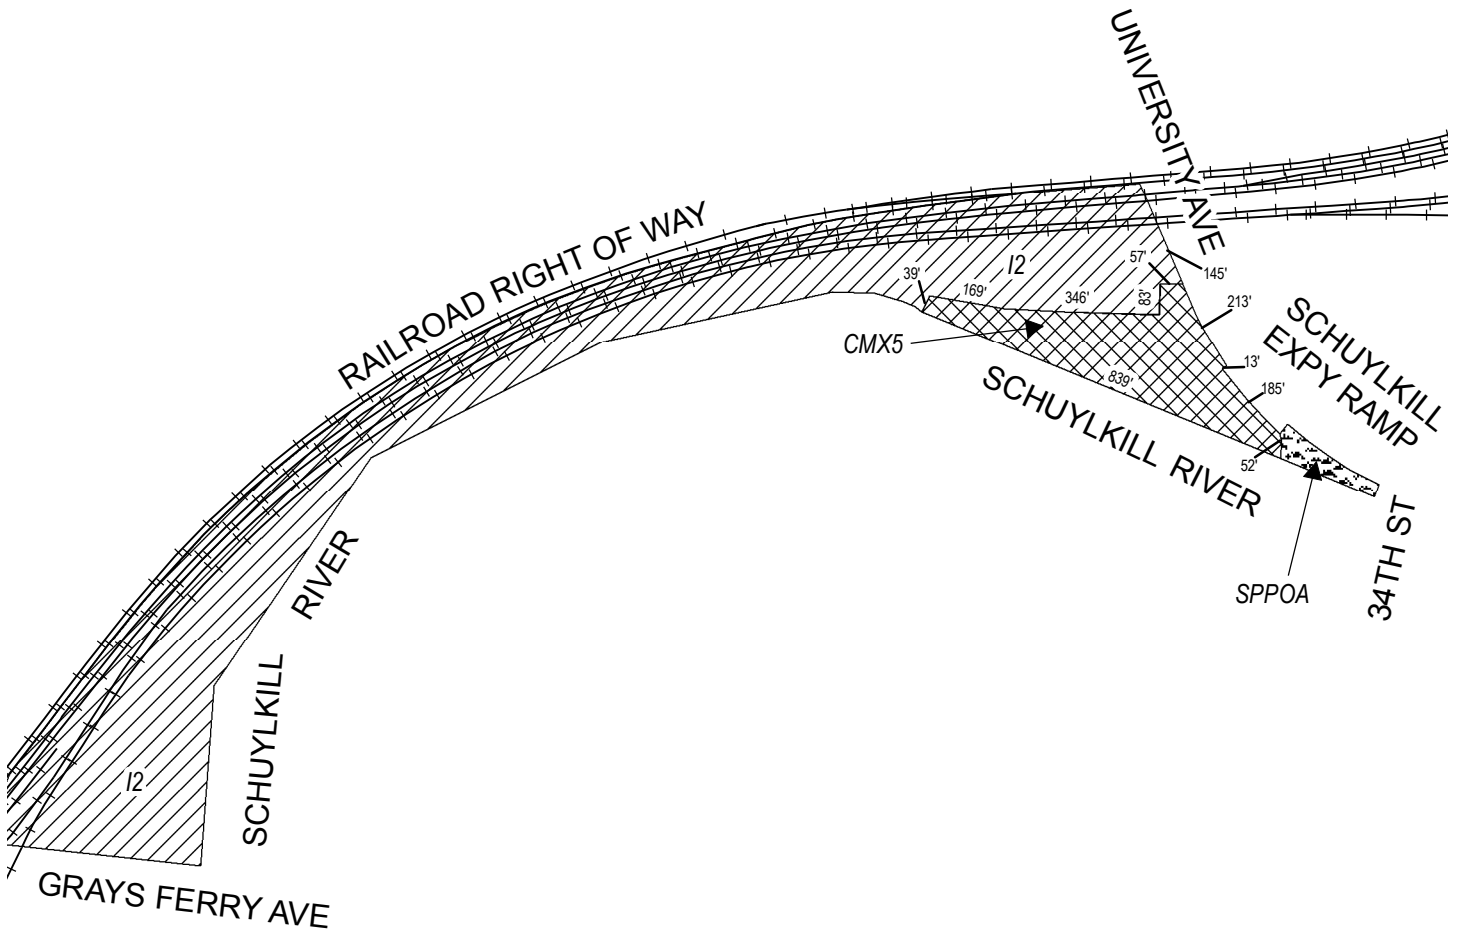 UNIVERSITY AVE
RAILROAD RIGHT OF WAY
I2
57'
145'
39'
169'
346'
83'
213'
SCHUYLKILL
EXPY RAMP
CMX5
13'
839'
185'
SCHUYLKILL RIVER
52'
34TH ST
SPPOA
RIVER
SCHUYLKILL
I2
GRAYS FERRY AVE